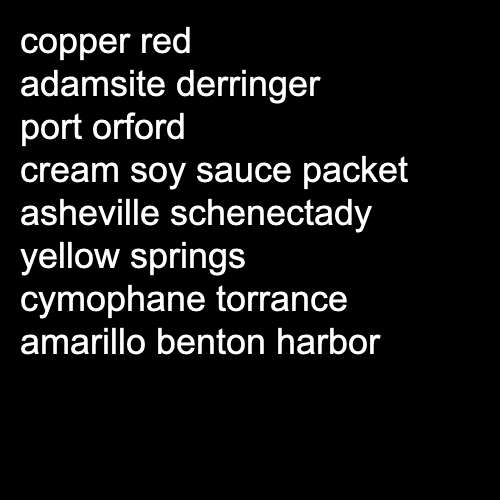 copper red
adamsite derringer
port orford
cream soy sauce packet
asheville schenectady
yellow springs
cymophane torrance
amarillo benton harbor